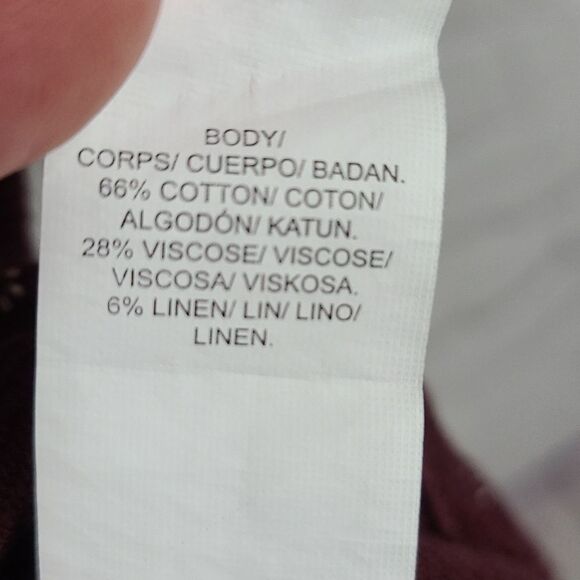 BODY/
CORPS/ CUERPO/ BADAN.
66% COTTON/ COTON/
ALGODÓN/ KATUN.
28% VISCOSE/ VISCOSE/
VISCOSA/ VISKOSA.
6% LINEN/ LIN/ LINO/
LINEN.